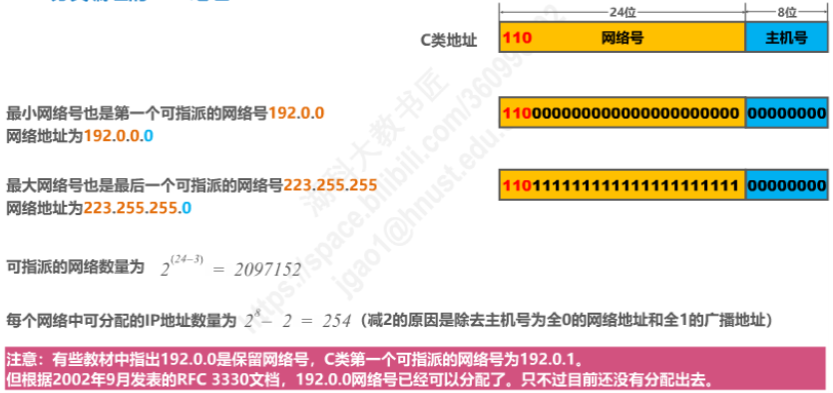 24位 8位
C类地址 110 网络号 主机号
最小网络号也是第一个可指派的网络号192.0.0 110000000000000000000000 00000000
网络地址为192.0.0.0
最大网络号也是最后一个可指派的网络号223.255.255 110111111111111111111111 00000000
网络地址为223.255.255.0
可指派的网络数量为 2^(24-3) = 2097152
每个网络中可分配的IP地址数量为 2^8 - 2 = 254（减2的原因是除去主机号为全0的网络地址和全1的广播地址）
注意：有些教材中指出192.0.0是保留网络号，C类第一个可指派的网络号为192.0.1。
但根据2002年9月发表的RFC 3330文档，192.0.0网络号已经可以分配了。只不过目前还没有分配出去。
湖科大教书匠